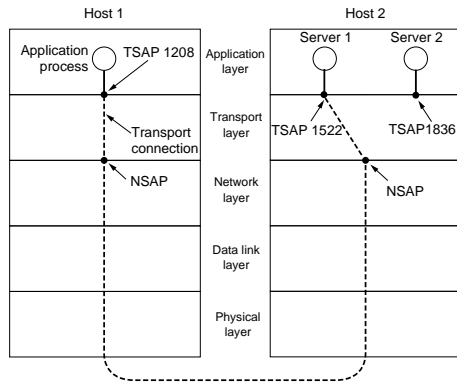 Host 1
Host 2
Application
process
TSAP 1208
Application
layer
Server 1
Server 2
Transport
connection
Transport
layer
TSAP 1522
TSAP1836
NSAP
Network
layer
NSAP
Data link
layer
Physical
layer